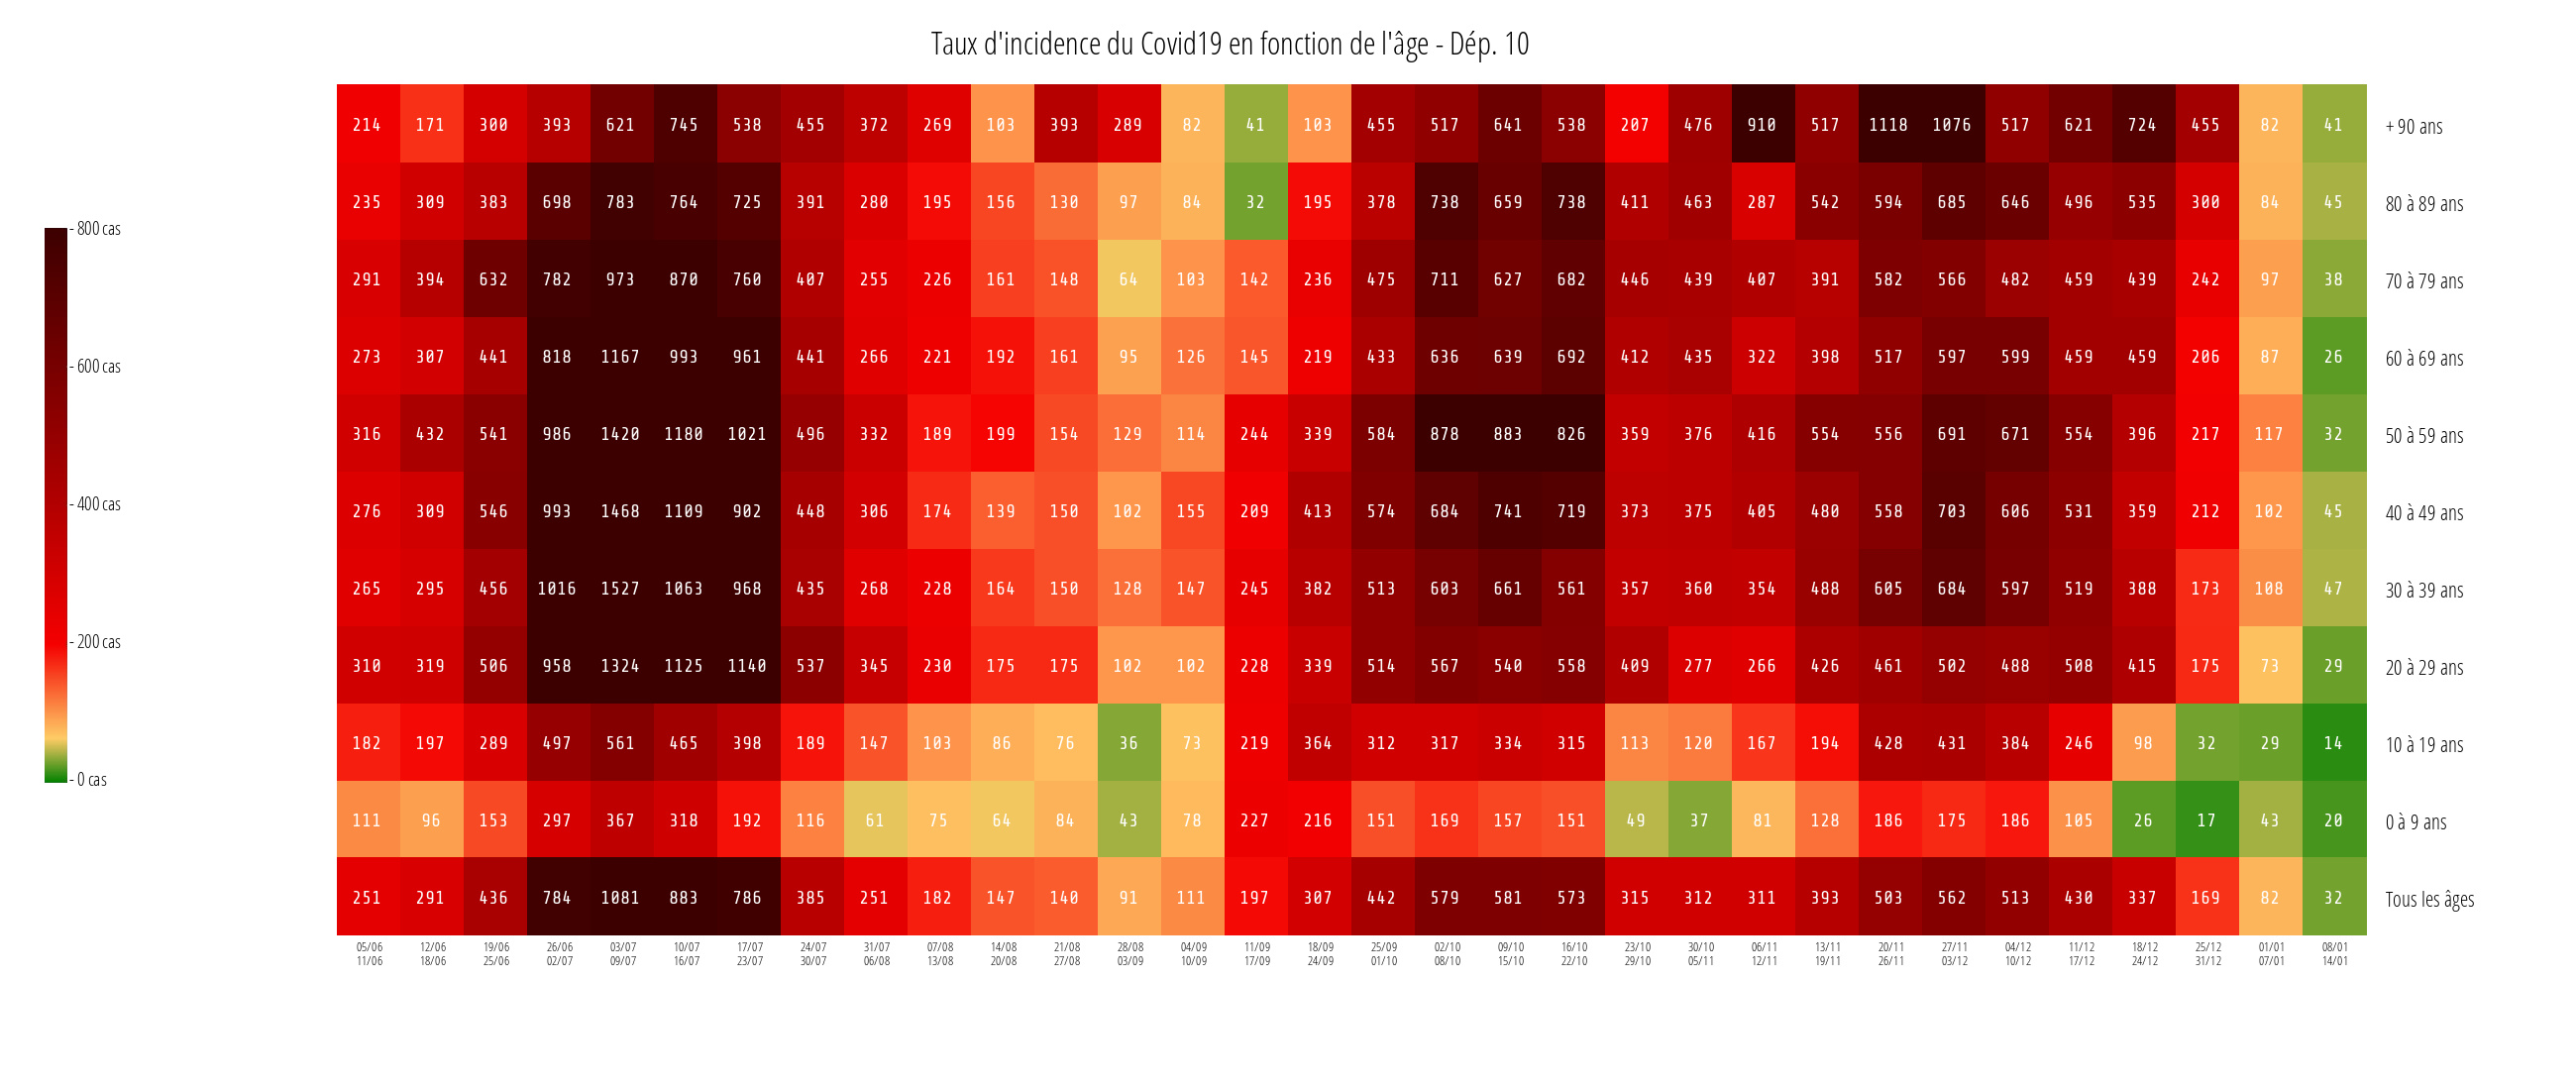 Taux d'incidence du Covid19 en fonction de l'âge - Dép. 10
- 800 cas
- 600 cas
- 400 cas
- 200 cas
- 0 cas
214 171 300 393 621 745 538 455 372 269 103 393 289 82 41 103 455 517 641 538 207 476 910 517 1118 1076 517 621 724 455 82 41 + 90 ans
235 309 383 698 783 764 725 391 280 195 156 130 97 84 32 195 378 738 659 738 411 463 287 542 594 685 646 496 535 300 84 45 80 à 89 ans
291 394 632 782 973 870 760 407 255 226 161 148 64 103 142 236 475 711 627 682 446 439 407 391 582 566 482 459 439 242 97 38 70 à 79 ans
273 307 441 818 1167 993 961 441 266 221 192 161 95 126 145 219 433 636 639 692 412 435 322 398 517 597 599 459 459 206 87 26 60 à 69 ans
316 432 541 986 1420 1180 1021 496 332 189 199 154 129 114 244 339 584 878 883 826 359 376 416 554 556 691 671 554 396 217 117 32 50 à 59 ans
276 309 546 993 1468 1109 902 448 306 174 139 150 102 155 209 413 574 684 741 719 373 375 405 480 558 703 606 531 359 212 102 45 40 à 49 ans
265 295 456 1016 1527 1063 968 435 268 228 164 150 128 147 245 382 513 603 661 561 357 360 354 488 605 684 597 519 388 173 108 47 30 à 39 ans
310 319 506 958 1324 1125 1140 537 345 230 175 175 102 102 228 339 514 567 540 558 409 277 266 426 461 502 488 508 415 175 73 29 20 à 29 ans
182 197 289 497 561 465 398 189 147 103 86 76 36 73 219 364 312 317 334 315 113 120 167 194 428 431 384 246 98 32 29 14 10 à 19 ans
111 96 153 297 367 318 192 116 61 75 64 84 43 78 227 216 151 169 157 151 49 37 81 128 186 175 186 105 26 17 43 20 0 à 9 ans
251 291 436 784 1081 883 786 385 251 182 147 140 91 111 197 307 442 579 581 573 315 312 311 393 503 562 513 430 337 169 82 32 Tous les âges
05/06 12/06 19/06 26/06 03/07 10/07 17/07 24/07 31/07 07/08 14/08 21/08 28/08 04/09 11/09 18/09 25/09 02/10 09/10 16/10 23/10 30/10 06/11 13/11 20/11 27/11 04/12 11/12 18/12 25/12 01/01 08/01
11/06 18/06 25/06 02/07 09/07 16/07 23/07 30/07 06/08 13/08 20/08 27/08 03/09 10/09 17/09 24/09 01/10 08/10 15/10 22/10 29/10 05/11 12/11 19/11 26/11 03/12 10/12 17/12 24/12 31/12 07/01 14/01